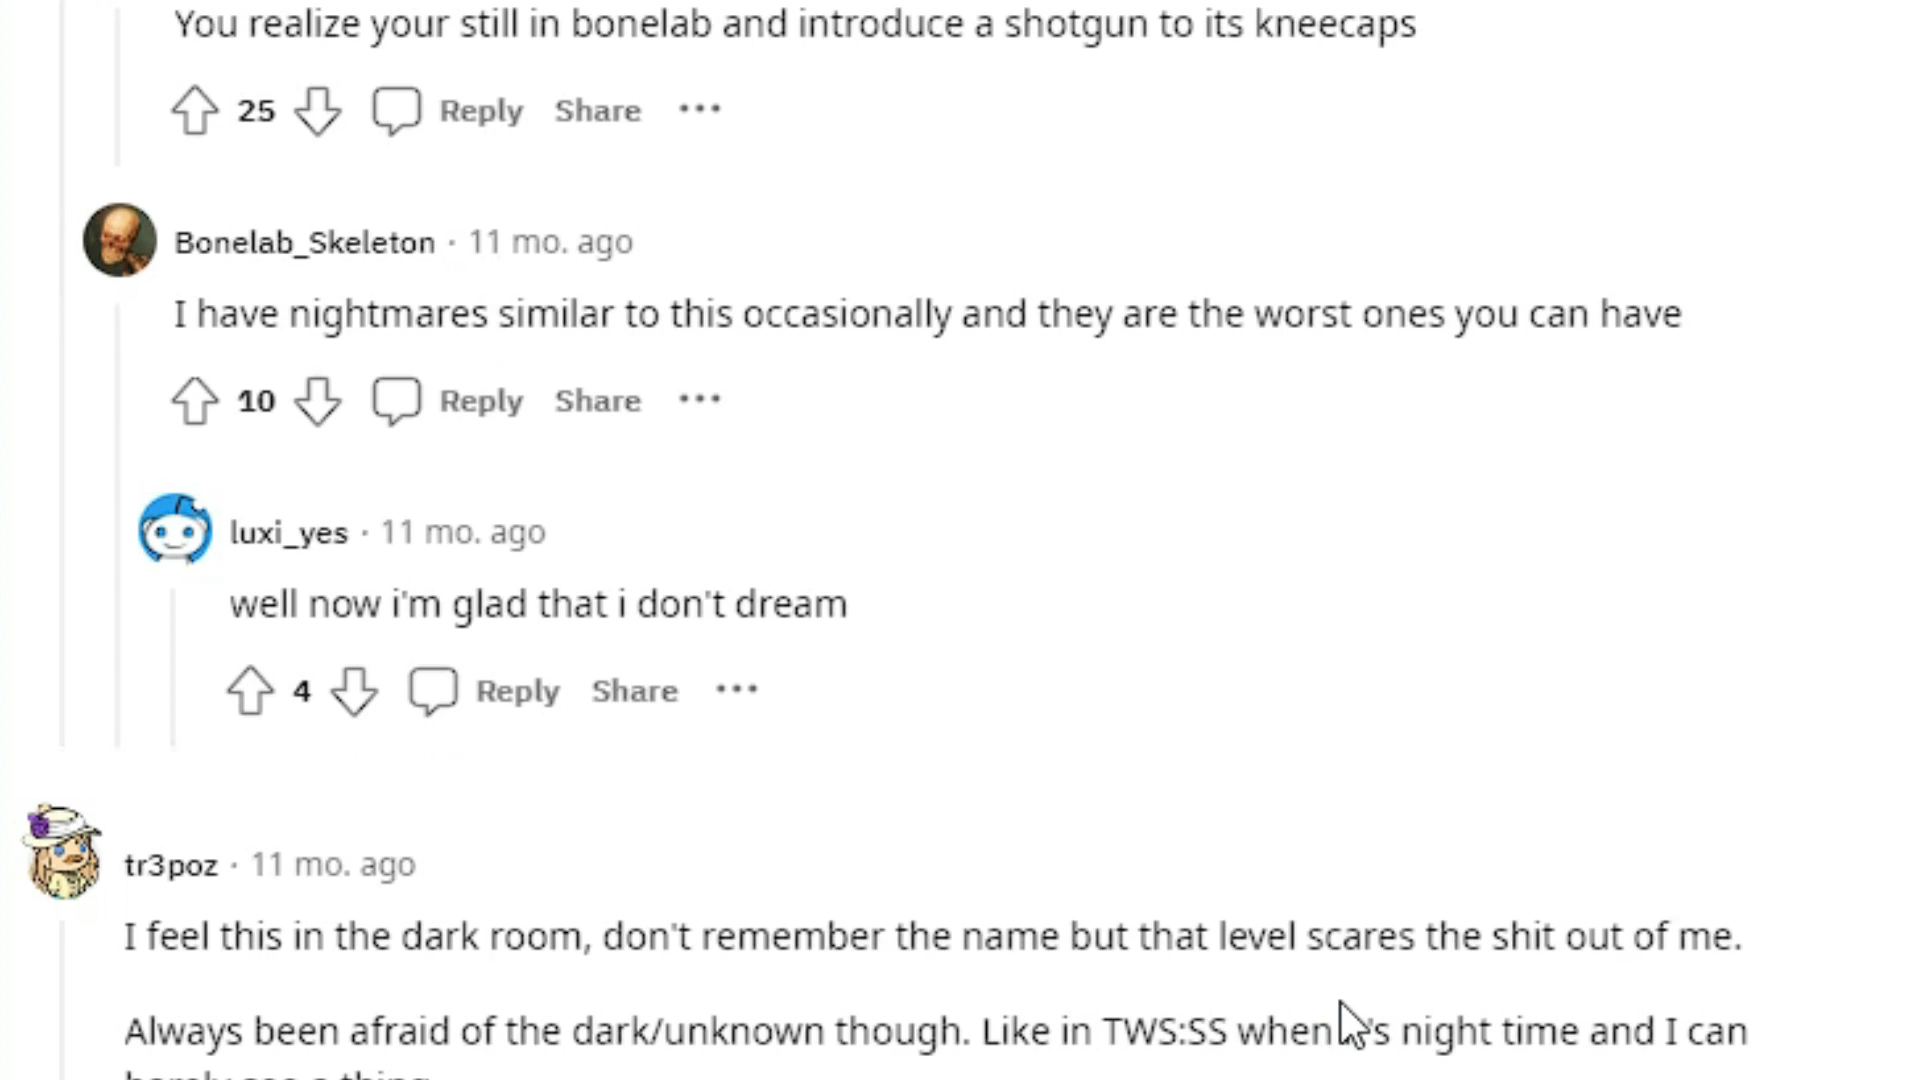 You realize your still in bonelab and introduce a shotgun to its kneecaps
25 Reply Share
Bonelab_Skeleton · 11 mo. ago
I have nightmares similar to this occasionally and they are the worst ones you can have
10 Reply Share
luxi_yes · 11 mo. ago
well now i'm glad that i don't dream
4 Reply Share
tr3poz · 11 mo. ago
I feel this in the dark room, don't remember the name but that level scares the shit out of me.
Always been afraid of the dark/unknown though. Like in TWS:SS when night time and I can